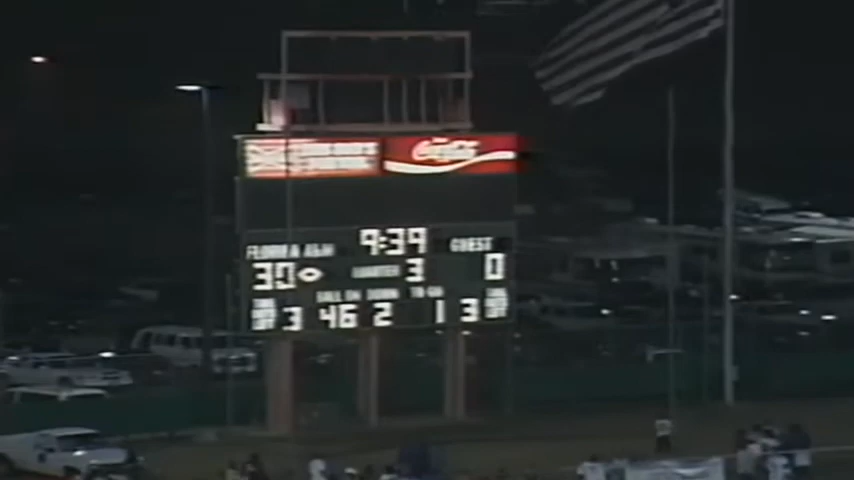 Coca-Cola
FLORIDA A&M 9:39 GUEST
30 QUARTER 3 0
BALL ON DOWN TO GO
3 46 2 1 3